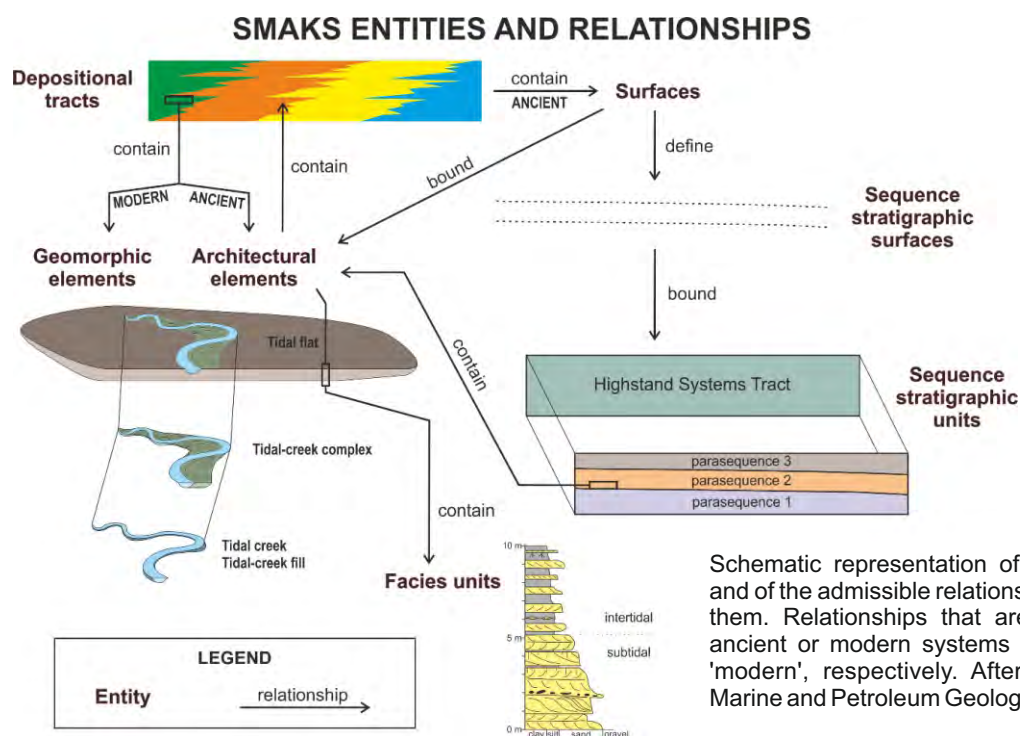 SMAKS ENTITIES AND RELATIONSHIPS
Depositional
tracts
contain
ANCIENT
Surfaces
contain
contain
bound
define
MODERN
ANCIENT
Sequence
stratigraphic
surfaces
Geomorphic
elements
Architectural
elements
bound
Tidal flat
contain
Highstand Systems Tract
Sequence
stratigraphic
units
Tidal-creek complex
parasequence 3
parasequence 2
parasequence 1
contain
Tidal creek
Tidal-creek fill
Facies units
10 m
intertidal
5 m
subtidal
0 m
clay silt sand gravel
Schematic representation of
and of the admissible relations
them. Relationships that are
ancient or modern systems
'modern', respectively. After
Marine and Petroleum Geolog
LEGEND
Entity
relationship